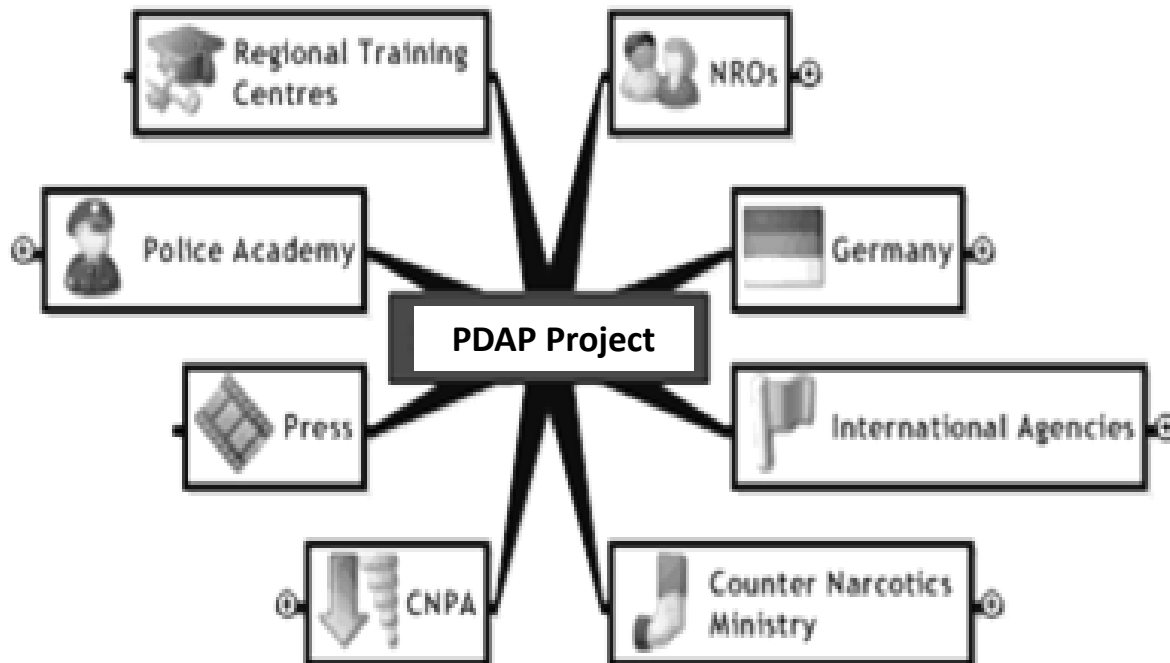 Regional Training
Centres
NROs
Police Academy
Germany
PDAP Project
Press
International Agencies
CNPA
Counter Narcotics
Ministry